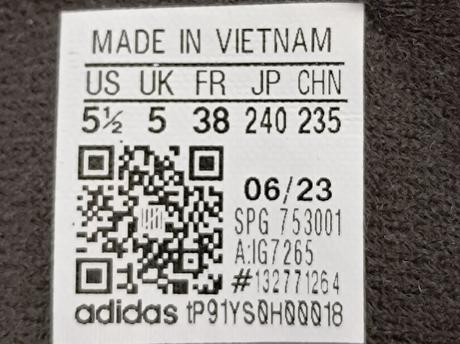 MADE IN VIETNAM
US UK FR JP CHN
5½ 5 38 240 235
06/23
SPG 753001
A:IG7265
#132771264
adidas tP91YS0H00018